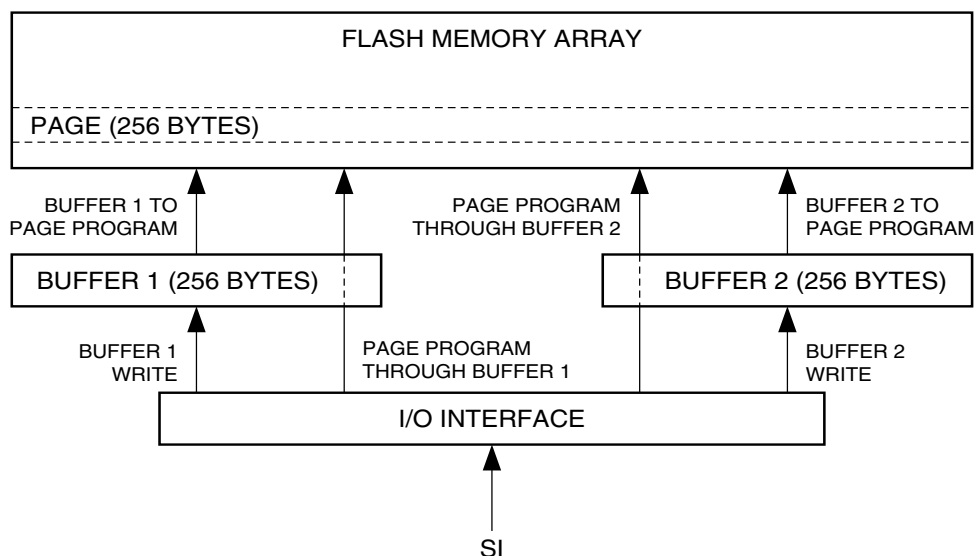 FLASH MEMORY ARRAY
PAGE (256 BYTES)
BUFFER 1 TO
PAGE PROGRAM
PAGE PROGRAM
THROUGH BUFFER 2
BUFFER 2 TO
PAGE PROGRAM
BUFFER 1 (256 BYTES)
BUFFER 2 (256 BYTES)
BUFFER 1
WRITE
PAGE PROGRAM
THROUGH BUFFER 1
BUFFER 2
WRITE
I/O INTERFACE
SI